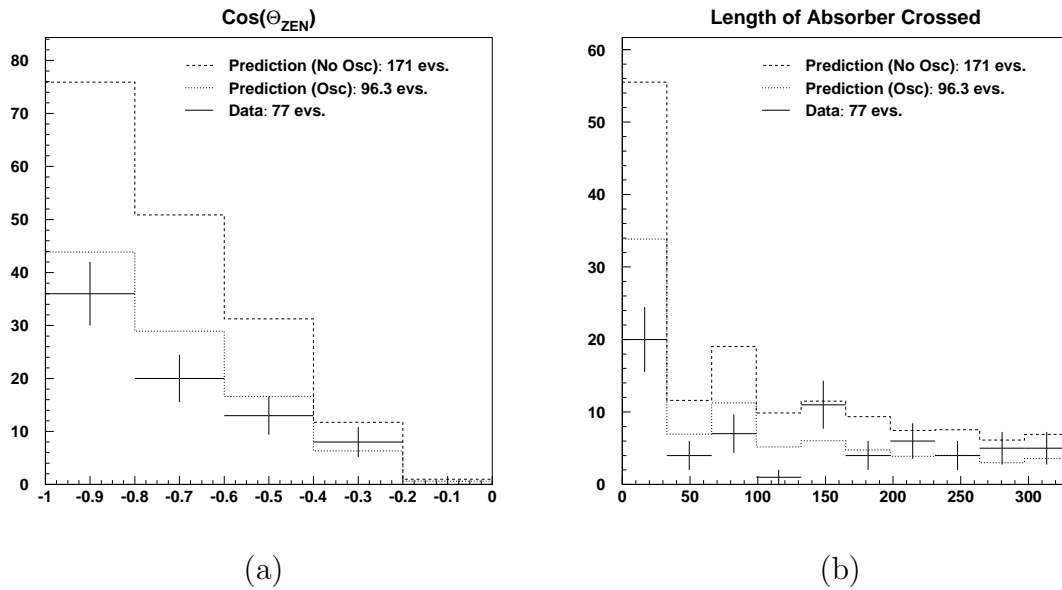 Cos(Θ_ZEN)
Prediction (No Osc): 171 evs.
Prediction (Osc): 96.3 evs.
Data: 77 evs.
80
70
60
50
40
30
20
10
0
-1 -0.9 -0.8 -0.7 -0.6 -0.5 -0.4 -0.3 -0.2 -0.1 0
(a)
Length of Absorber Crossed
Prediction (No Osc): 171 evs.
Prediction (Osc): 96.3 evs.
Data: 77 evs.
60
50
40
30
20
10
0
0 50 100 150 200 250 300
(b)